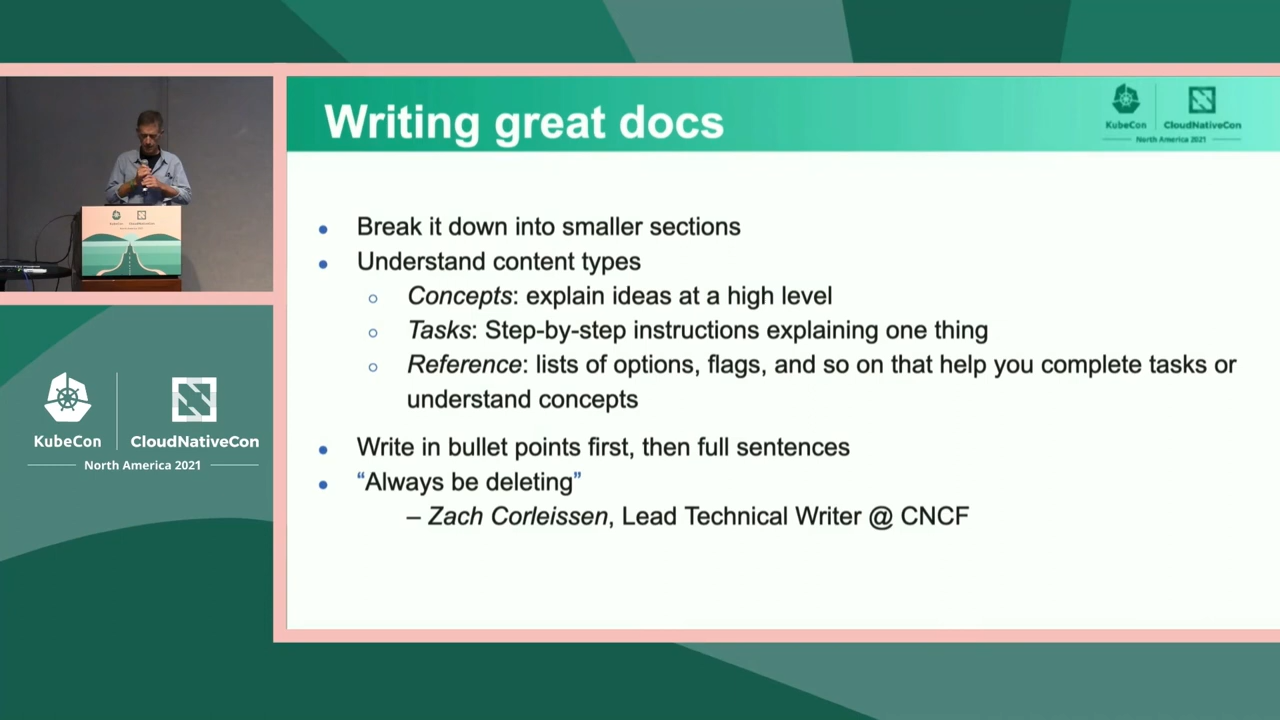 Writing great docs
KubeCon
CloudNativeCon
North America 2021
• Break it down into smaller sections
• Understand content types
○ Concepts: explain ideas at a high level
○ Tasks: Step-by-step instructions explaining one thing
○ Reference: lists of options, flags, and so on that help you complete tasks or
understand concepts
• Write in bullet points first, then full sentences
• “Always be deleting”
– Zach Corleissen, Lead Technical Writer @ CNCF
KubeCon
CloudNativeCon
North America 2021